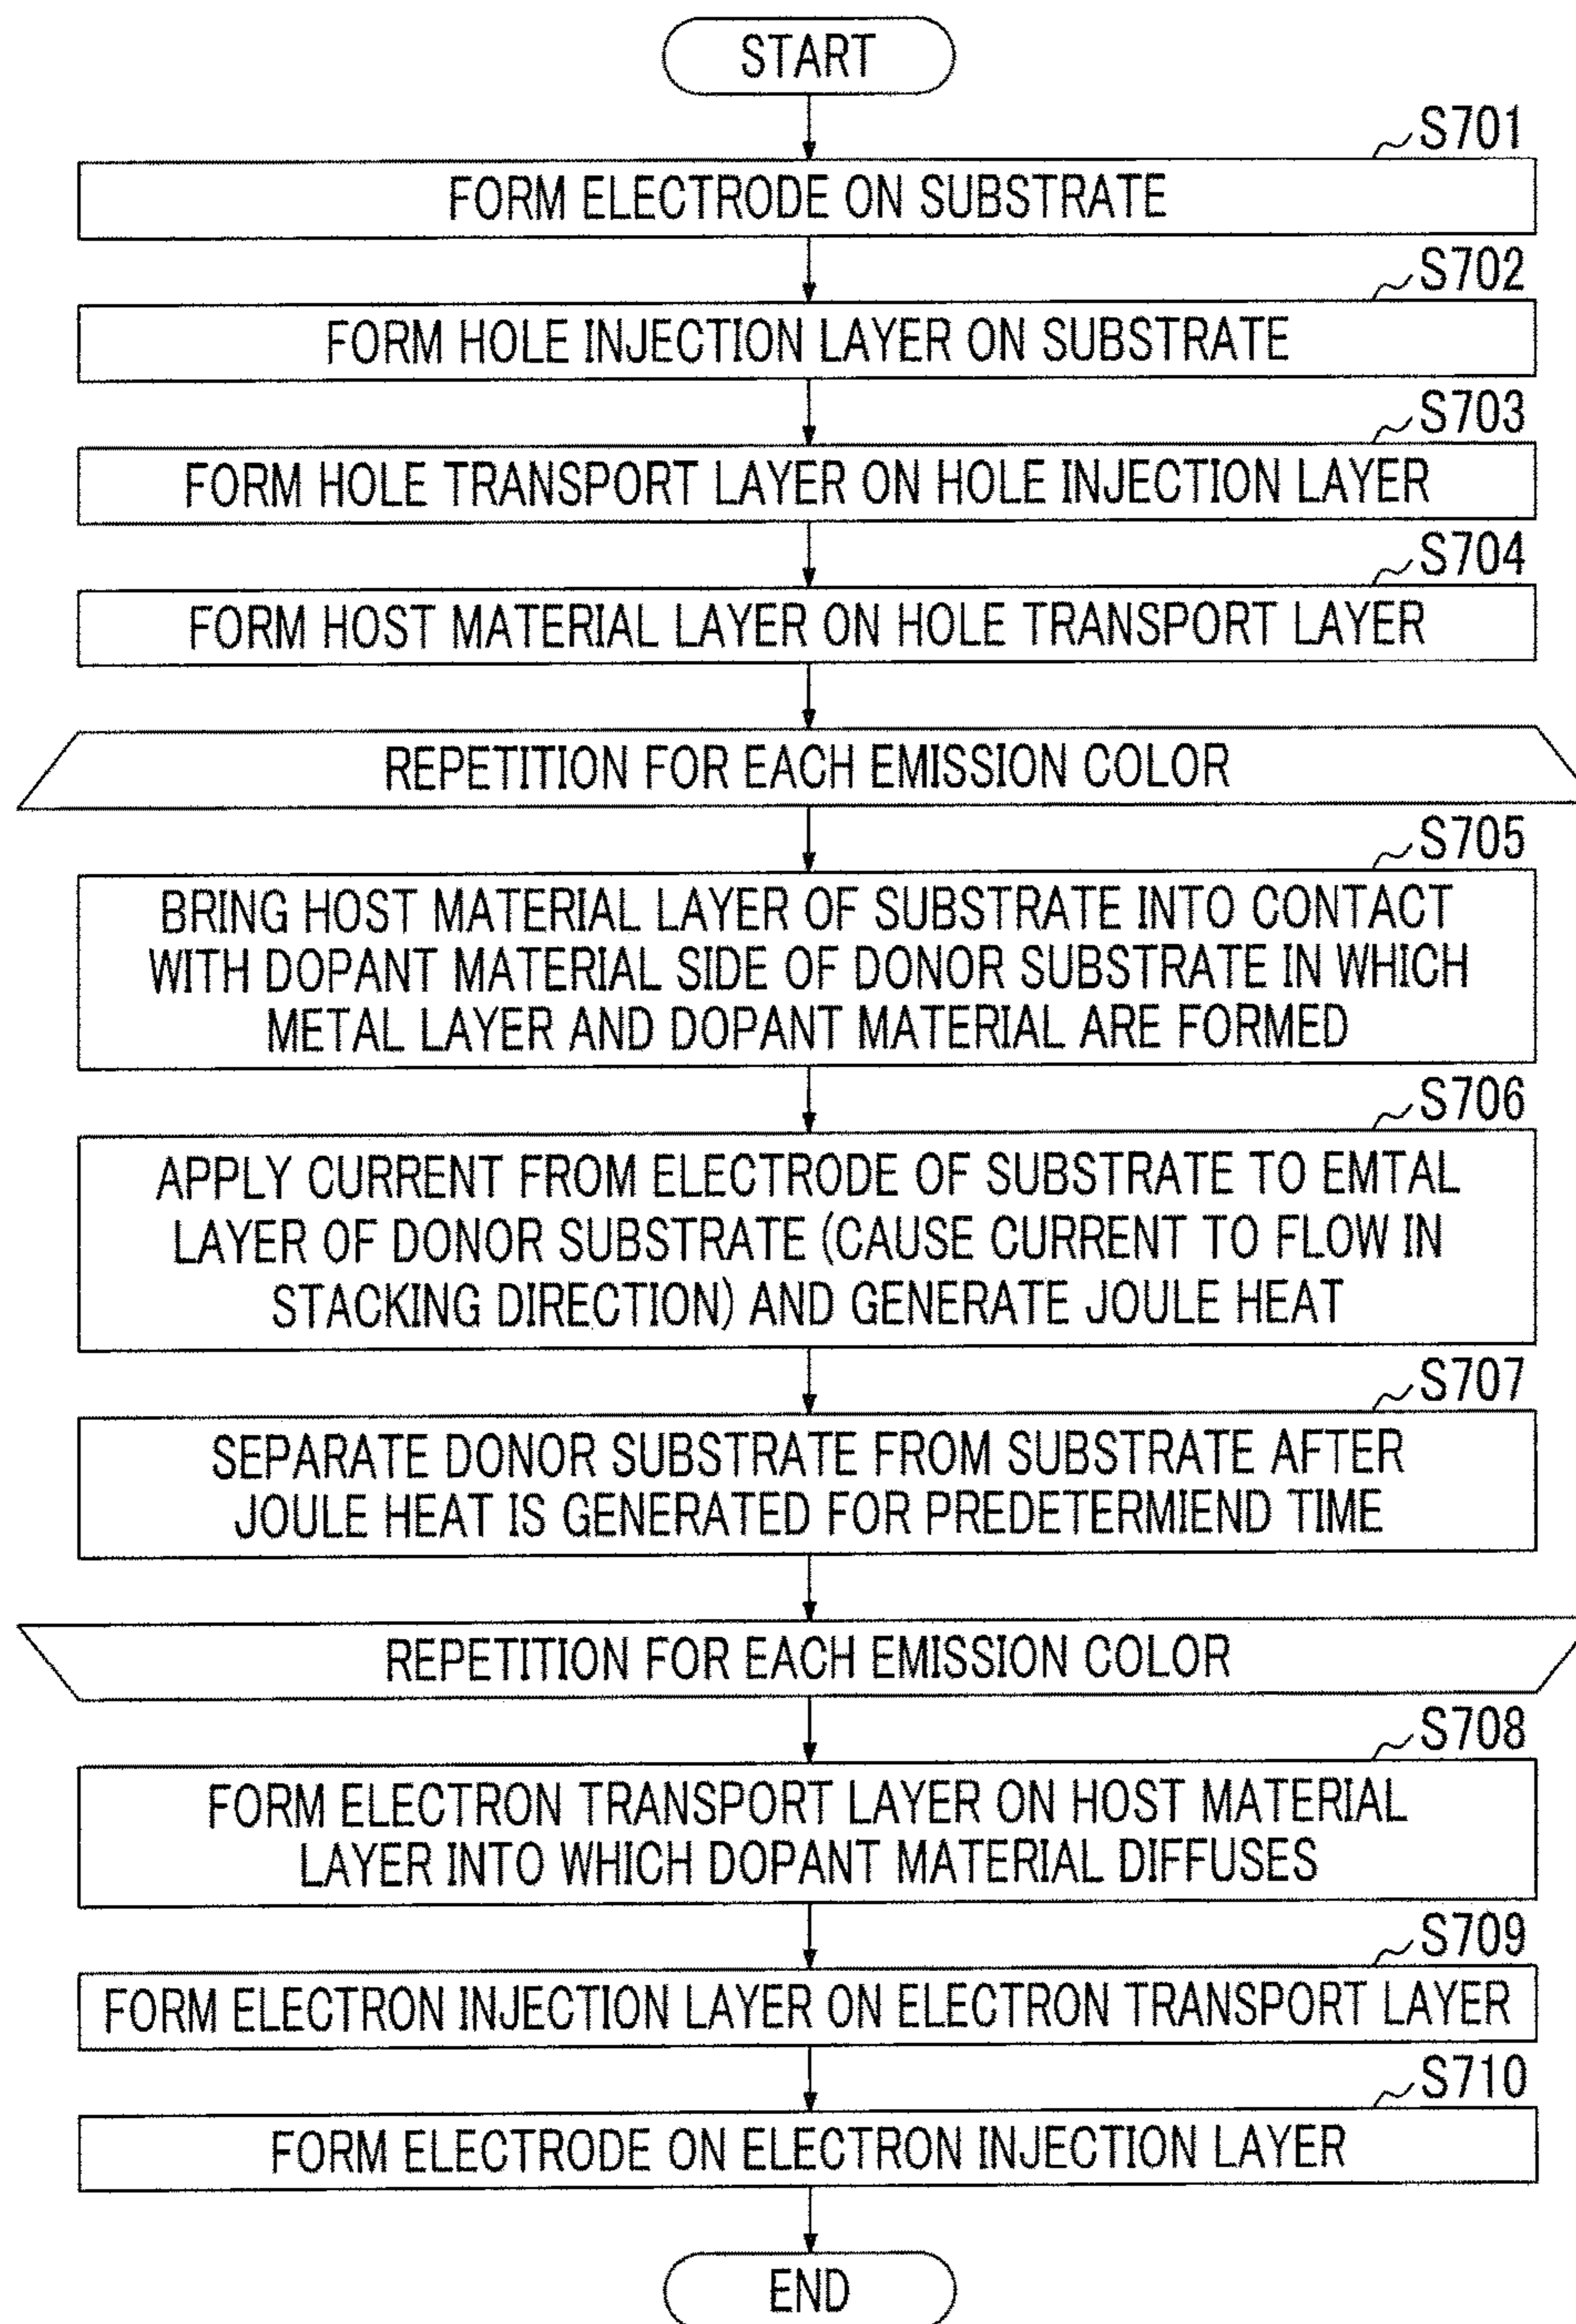 START
S701
FORM ELECTRODE ON SUBSTRATE
S702
FORM HOLE INJECTION LAYER ON SUBSTRATE
S703
FORM HOLE TRANSPORT LAYER ON HOLE INJECTION LAYER
S704
FORM HOST MATERIAL LAYER ON HOLE TRANSPORT LAYER
REPETITION FOR EACH EMISSION COLOR
S705
BRING HOST MATERIAL LAYER OF SUBSTRATE INTO CONTACT
WITH DOPANT MATERIAL SIDE OF DONOR SUBSTRATE IN WHICH
METAL LAYER AND DOPANT MATERIAL ARE FORMED
S706
APPLY CURRENT FROM ELECTRODE OF SUBSTRATE TO EMTAL
LAYER OF DONOR SUBSTRATE (CAUSE CURRENT TO FLOW IN
STACKING DIRECTION) AND GENERATE JOULE HEAT
S707
SEPARATE DONOR SUBSTRATE FROM SUBSTRATE AFTER
JOULE HEAT IS GENERATED FOR PREDETERMIEND TIME
REPETITION FOR EACH EMISSION COLOR
S708
FORM ELECTRON TRANSPORT LAYER ON HOST MATERIAL
LAYER INTO WHICH DOPANT MATERIAL DIFFUSES
S709
FORM ELECTRON INJECTION LAYER ON ELECTRON TRANSPORT LAYER
S710
FORM ELECTRODE ON ELECTRON INJECTION LAYER
END